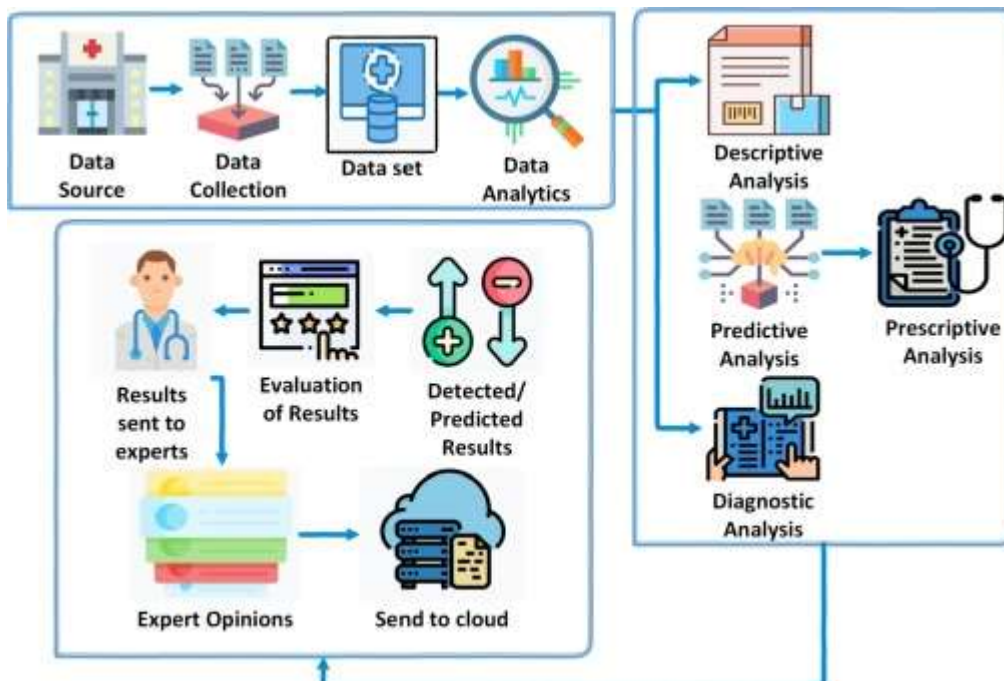 Data
Source
Data
Collection
Data set
Data
Analytics
Descriptive
Analysis
Predictive
Analysis
Prescriptive
Analysis
Diagnostic
Analysis
Detected/
Predicted
Results
Evaluation
of Results
Results
sent to
experts
Expert Opinions
Send to cloud